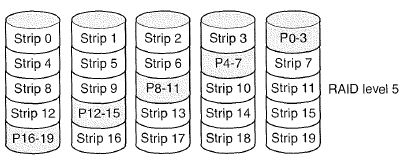 Strip 0 Strip 1 Strip 2 Strip 3 P0-3
Strip 4 Strip 5 Strip 6 P4-7 Strip 7
Strip 8 Strip 9 P8-11 Strip 10 Strip 11 RAID level 5
Strip 12 P12-15 Strip 13 Strip 14 Strip 15
P16-19 Strip 16 Strip 17 Strip 18 Strip 19